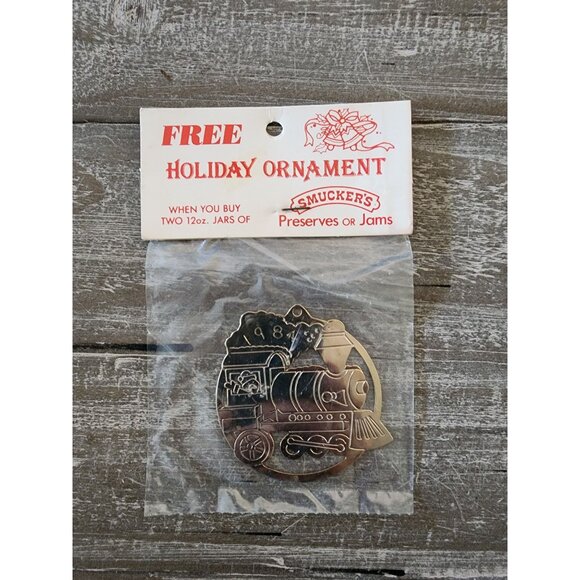 FREE
HOLIDAY ORNAMENT
WHEN YOU BUY
TWO 12oz. JARS OF
SMUCKER'S
Preserves OR Jams